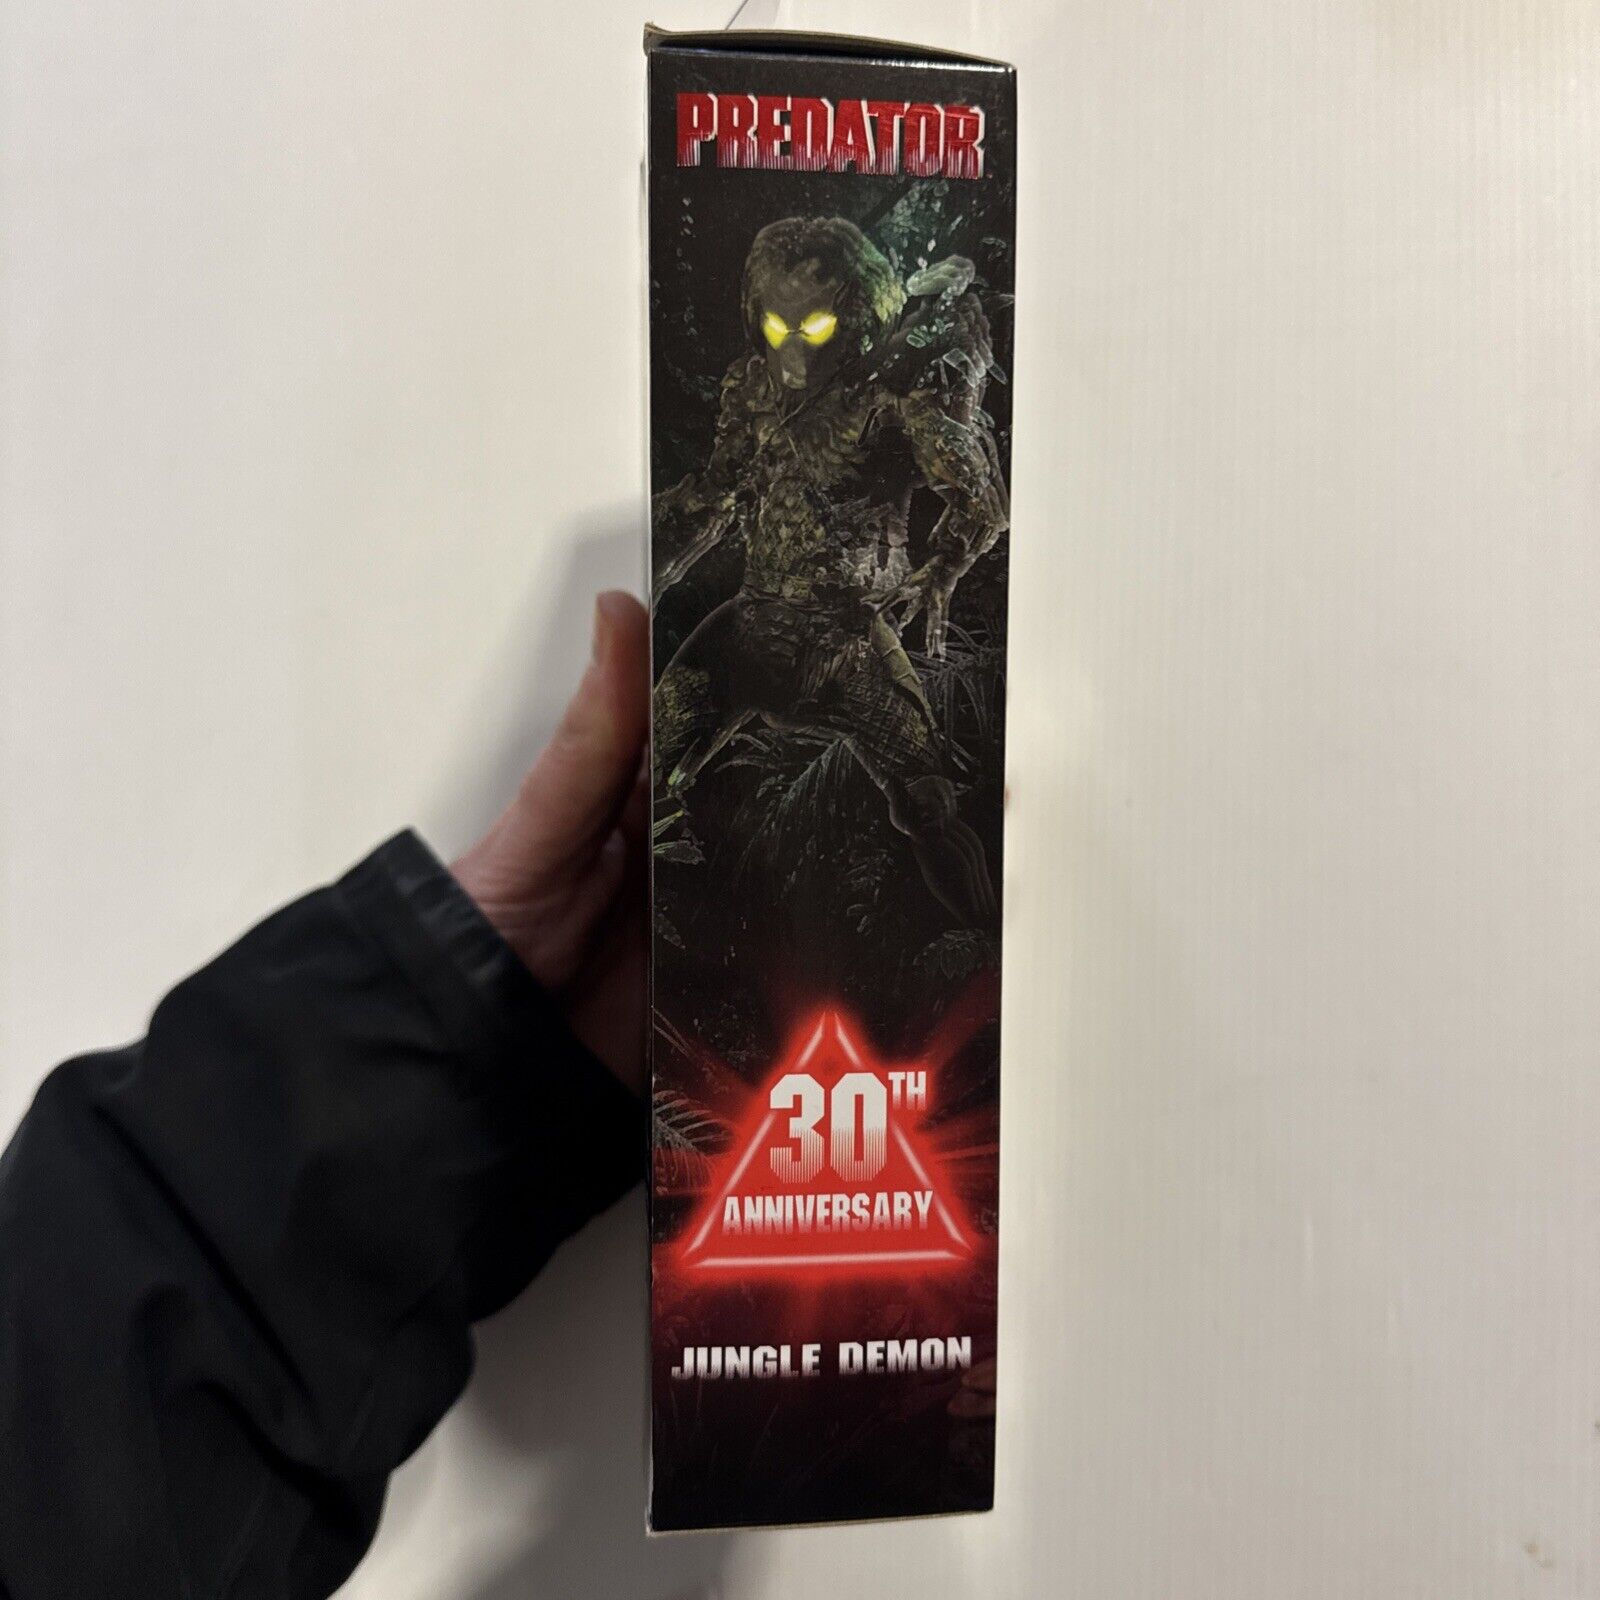 PREDATOR
30TH
ANNIVERSARY
JUNGLE DEMON